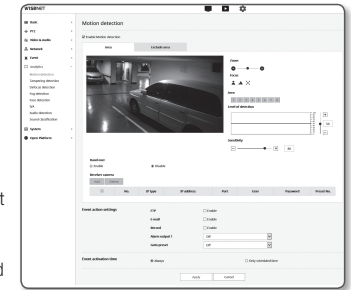 WISENET
Basic
PTZ
Video & Audio
Network
Event
Analytics
Motion detection
Tampering detection
Defocus detection
Fog detection
Face detection
IVA
Audio detection
Sound classification
System
Open Platform
Motion detection
Enable Motion detection
Area
Exclude area
Zoom
Focus
Level of detection
Sensitivity
Handover
Enable
Disable
Receiver camera
Add
Delete
No.
IP type
IP address
Port
User
Password
Preset No.
Event action settings
FTP
Enable
E-mail
Enable
Record
Enable
Alarm output 1
Off
Goto preset
Off
Event activation time
Always
Only scheduled time
Apply
Cancel